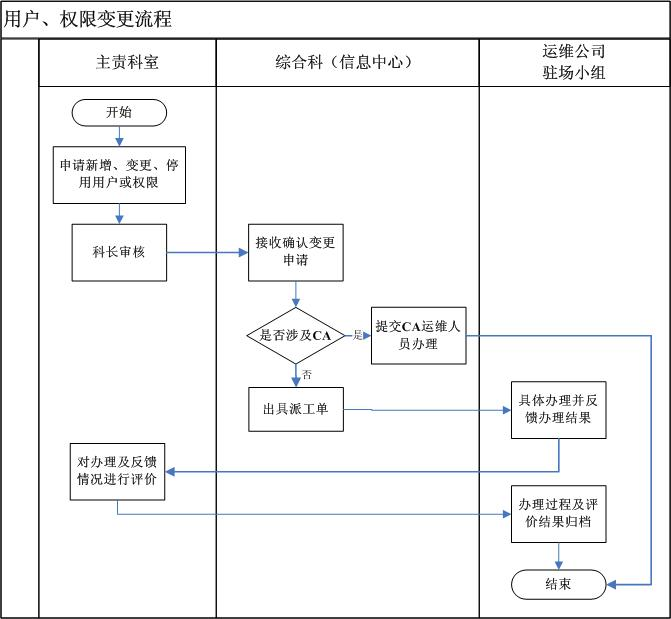 用户、权限变更流程
主责科室
综合科（信息中心）
运维公司
驻场小组
开始
申请新增、变更、停
用用户或权限
科长审核
接收确认变更
申请
是否涉及CA
是
提交CA运维人
员办理
否
出具派工单
具体办理并反
馈办理结果
对办理及反馈
情况进行评价
办理过程及评
价结果归档
结束